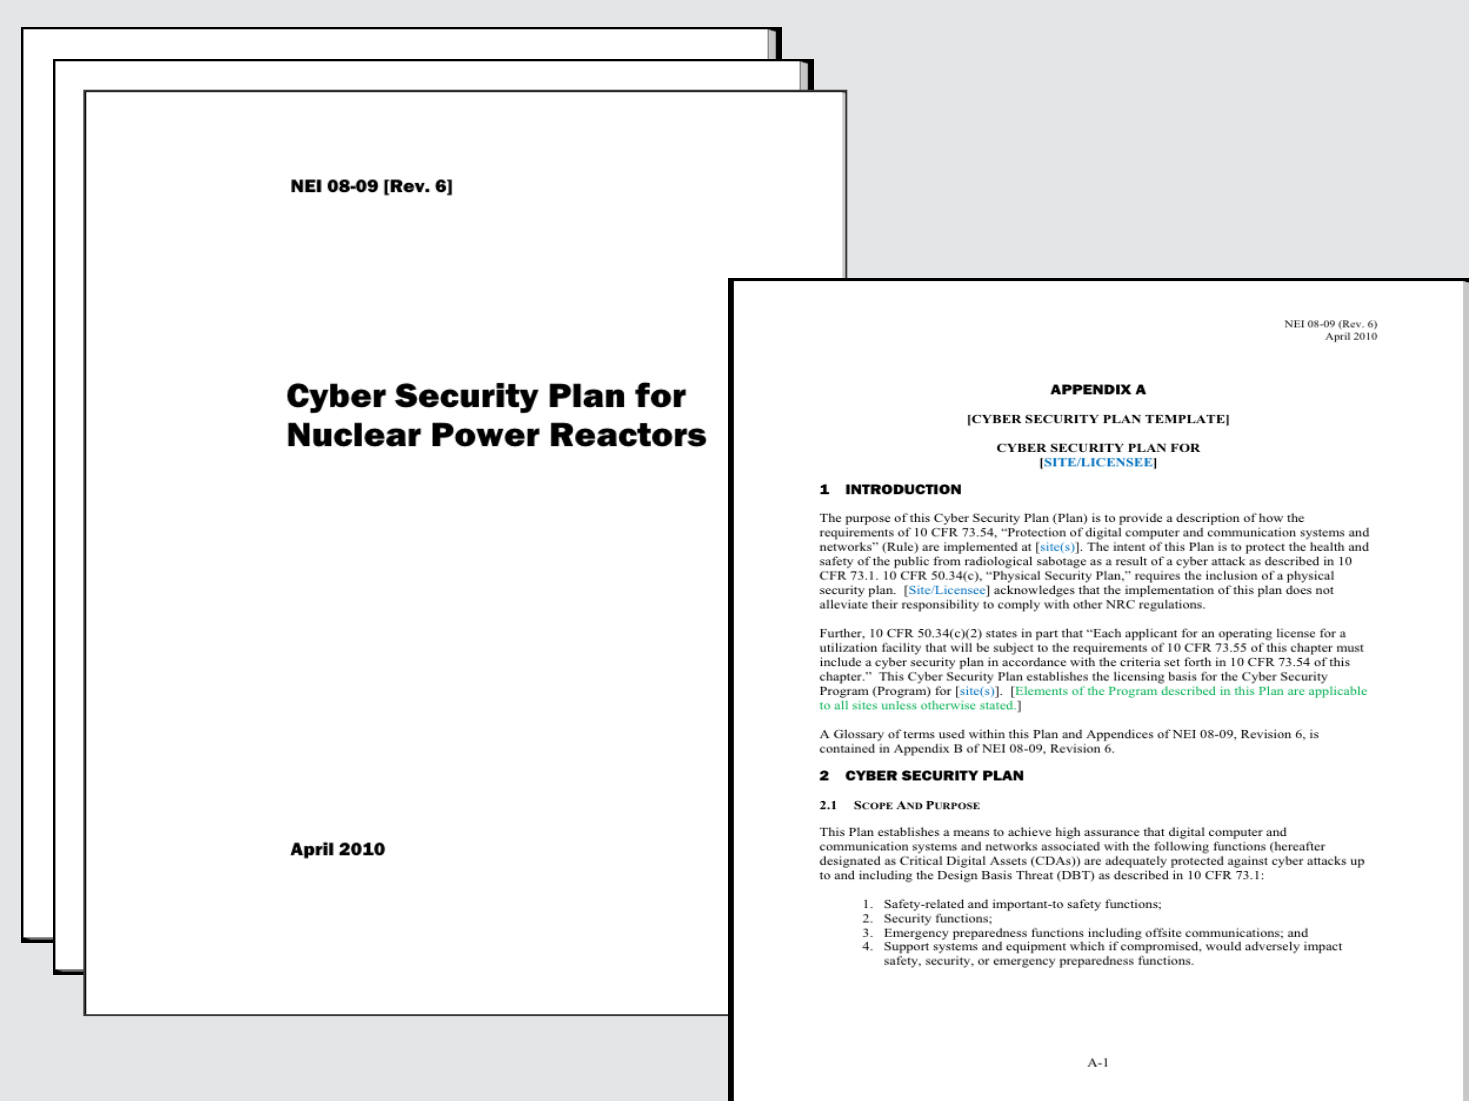 NEI 08-09 [Rev. 6]
Cyber Security Plan for
Nuclear Power Reactors
April 2010
NEI 08-09 (Rev. 6)
April 2010
APPENDIX A
[CYBER SECURITY PLAN TEMPLATE]
CYBER SECURITY PLAN FOR
[SITE/LICENSEE]
1 INTRODUCTION
The purpose of this Cyber Security Plan (Plan) is to provide a description of how the
requirements of 10 CFR 73.54, “Protection of digital computer and communication systems and
networks” (Rule) are implemented at [site(s)]. The intent of this Plan is to protect the health and
safety of the public from radiological sabotage as a result of a cyber attack as described in 10
CFR 73.1. 10 CFR 50.34(c), “Physical Security Plan,” requires the inclusion of a physical
security plan. [Site/Licensee] acknowledges that the implementation of this plan does not
alleviate their responsibility to comply with other NRC regulations.
Further, 10 CFR 50.34(c)(2) states in part that “Each applicant for an operating license for a
utilization facility that will be subject to the requirements of 10 CFR 73.55 of this chapter must
include a cyber security plan in accordance with the criteria set forth in 10 CFR 73.54 of this
chapter.” This Cyber Security Plan establishes the licensing basis for the Cyber Security
Program (Program) for [site(s)]. [Elements of the Program described in this Plan are applicable
to all sites unless otherwise stated.]
A Glossary of terms used within this Plan and Appendices of NEI 08-09, Revision 6, is
contained in Appendix B of NEI 08-09, Revision 6.
2 CYBER SECURITY PLAN
2.1 SCOPE AND PURPOSE
This Plan establishes a means to achieve high assurance that digital computer and
communication systems and networks associated with the following functions (hereafter
designated as Critical Digital Assets (CDAs)) are adequately protected against cyber attacks up
to and including the Design Basis Threat (DBT) as described in 10 CFR 73.1:
1. Safety-related and important-to safety functions;
2. Security functions;
3. Emergency preparedness functions including offsite communications; and
4. Support systems and equipment which if compromised, would adversely impact
safety, security, or emergency preparedness functions.
A-1